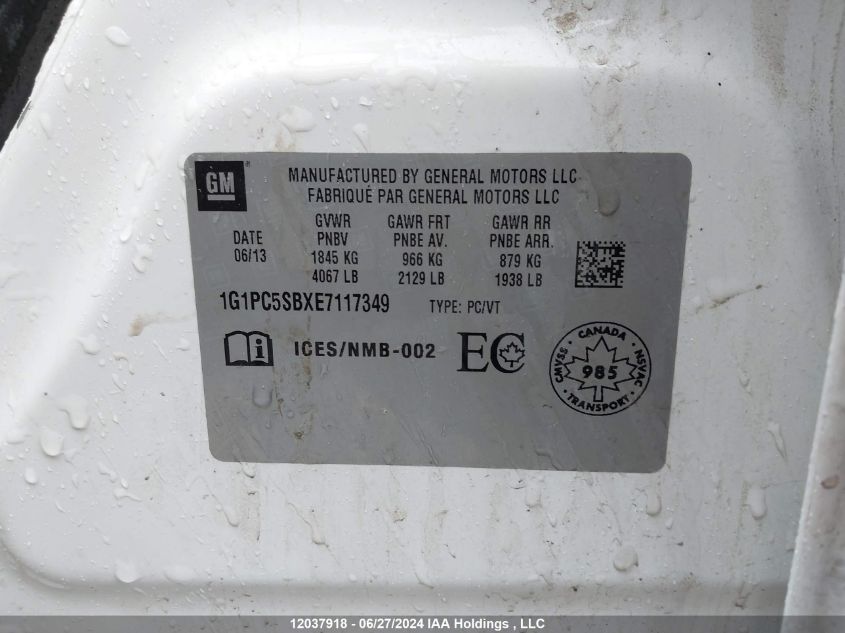 GM
MANUFACTURED BY GENERAL MOTORS LLC
FABRIQUÉ PAR GENERAL MOTORS LLC
GVWR GAWR FRT GAWR RR
DATE PNBV PNBE AV. PNBE ARR.
06/13 1845 KG 966 KG 879 KG
4067 LB 2129 LB 1938 LB
1G1PC5SBXE7117349 TYPE: PC/VT
ICES/NMB-002 EC
CANADA
CMVSS 985 NSVAC
TRANSPORT
12037918 - 06/27/2024 IAA Holdings , LLC